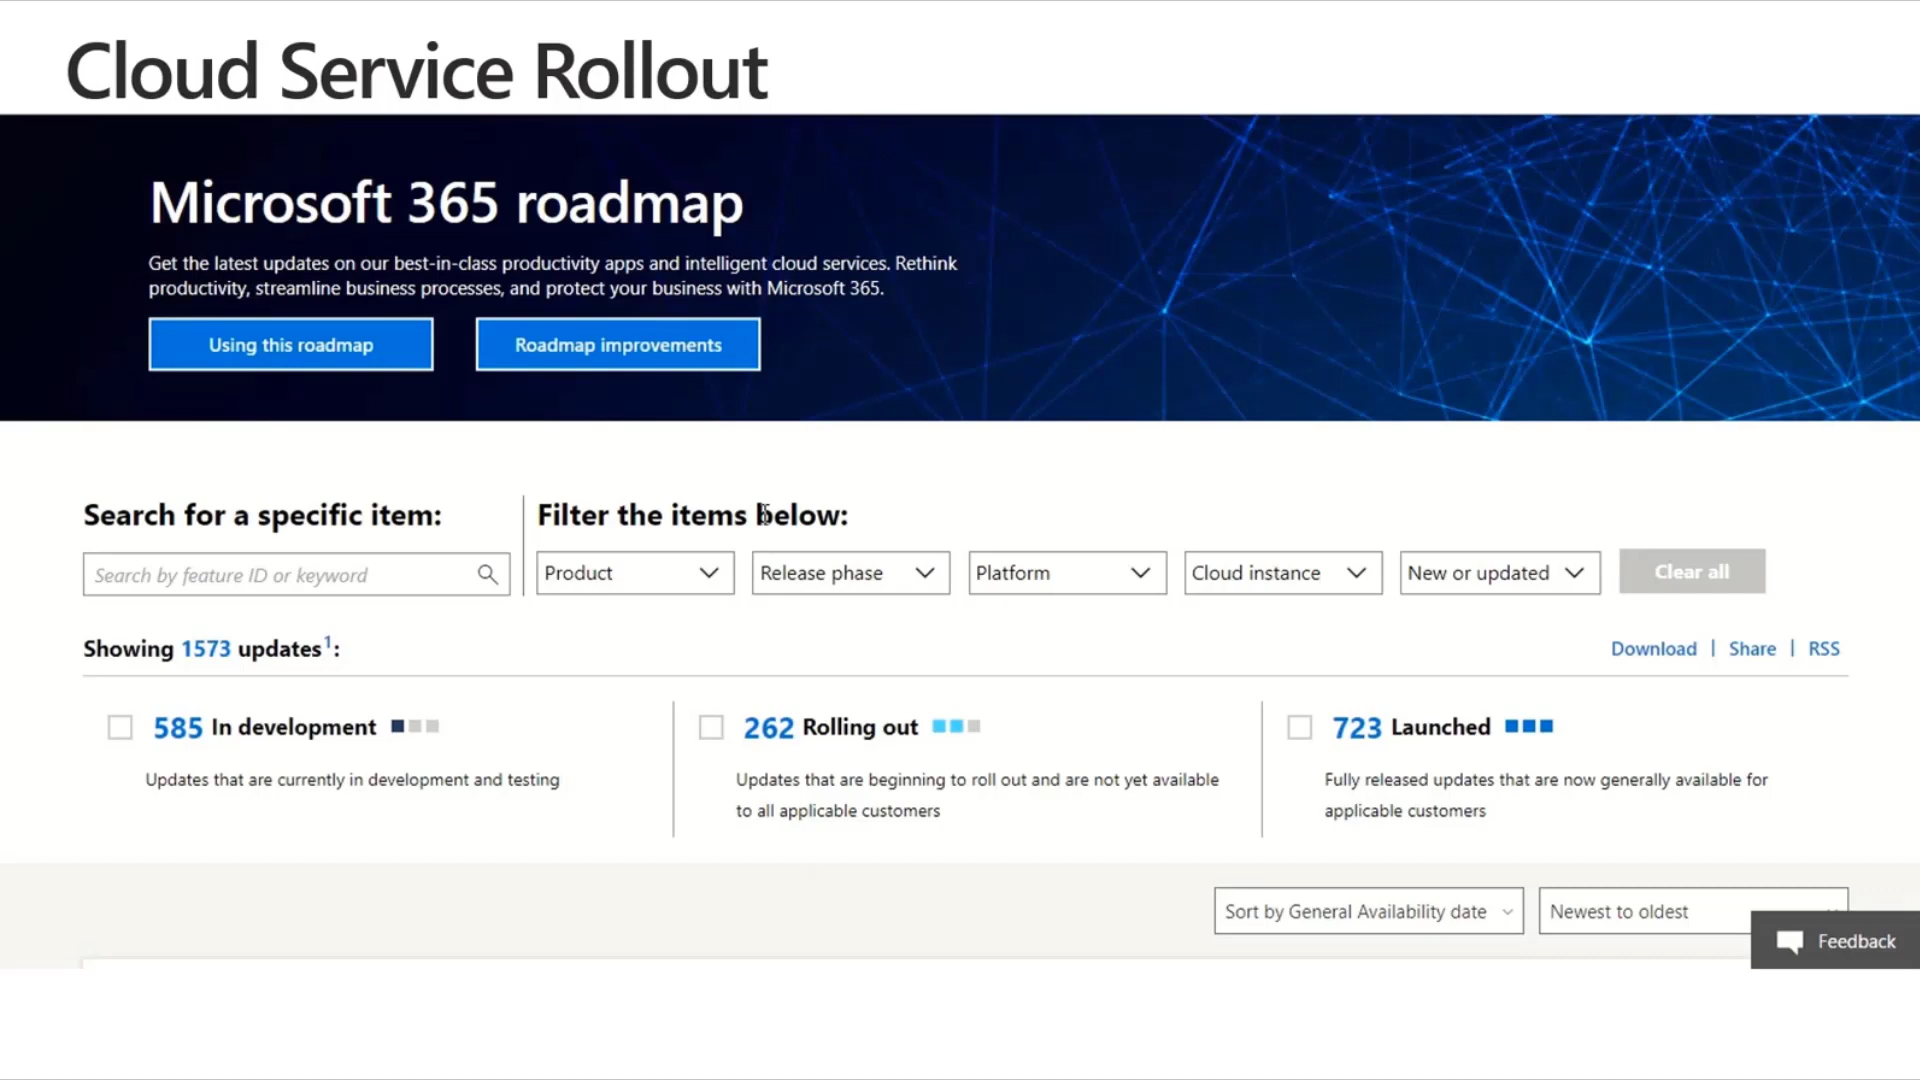 Cloud Service Rollout
Microsoft 365 roadmap
Get the latest updates on our best-in-class productivity apps and intelligent cloud services. Rethink
productivity, streamline business processes, and protect your business with Microsoft 365.
Using this roadmap
Roadmap improvements
Search for a specific item:
Search by feature ID or keyword
Filter the items below:
Product
Release phase
Platform
Cloud instance
New or updated
Clear all
Showing 1573 updates¹:
Download | Share | RSS
585 In development
Updates that are currently in development and testing
262 Rolling out
Updates that are beginning to roll out and are not yet available
to all applicable customers
723 Launched
Fully released updates that are now generally available for
applicable customers
Sort by General Availability date
Newest to oldest
Feedback